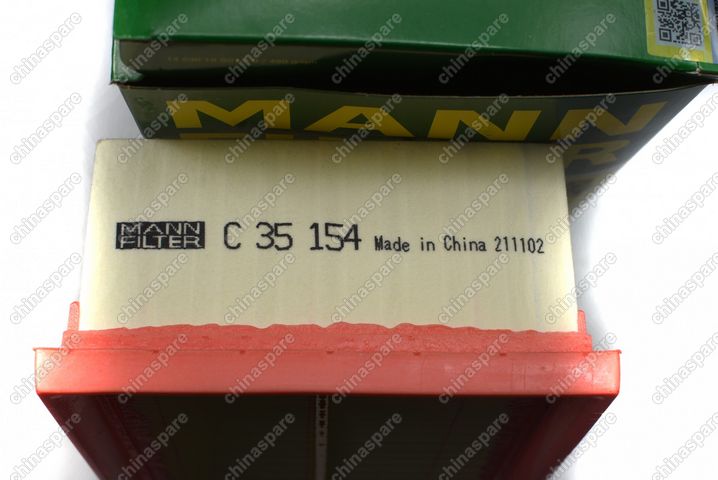 MANN
MANN
FILTER
C 35 154 Made in China 211102
chinaspare